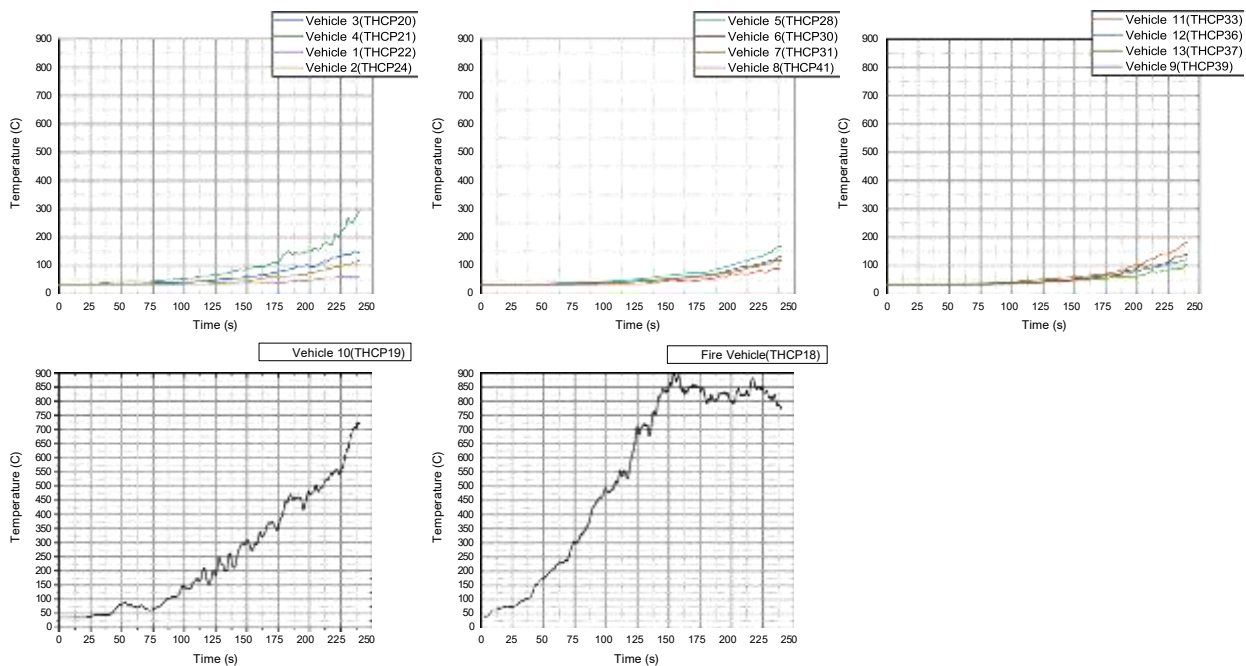 Vehicle 3(THCP20)
Vehicle 4(THCP21)
Vehicle 1(THCP22)
Vehicle 2(THCP24)
900
800
700
600
500
400
300
200
100
0
Temperature (C)
0 25 50 75 100 125 150 175 200 225 250
Time (s)
Vehicle 5(THCP28)
Vehicle 6(THCP30)
Vehicle 7(THCP31)
Vehicle 8(THCP41)
900
800
700
600
500
400
300
200
100
0
Temperature (C)
0 25 50 75 100 125 150 175 200 225 250
Time (s)
Vehicle 11(THCP33)
Vehicle 12(THCP36)
Vehicle 13(THCP37)
Vehicle 9(THCP39)
900
800
700
600
500
400
300
200
100
0
Temperature (C)
0 25 50 75 100 125 150 175 200 225 250
Time (s)
Vehicle 10(THCP19)
900
850
800
750
700
650
600
550
500
450
400
350
300
250
200
150
100
50
0
Temperature (C)
0 25 50 75 100 125 150 175 200 225 250
Time (s)
Fire Vehicle(THCP18)
900
850
800
750
700
650
600
550
500
450
400
350
300
250
200
150
100
50
0
Temperature (C)
0 25 50 75 100 125 150 175 200 225 250
Time (s)